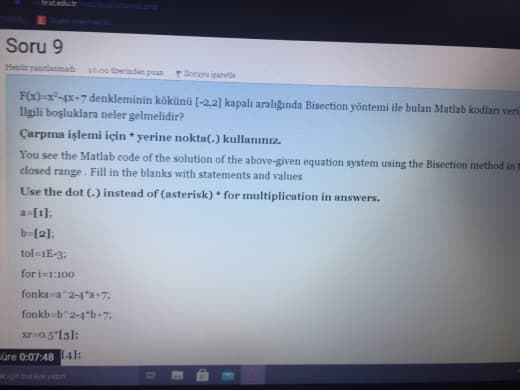 Soru 9
Henüz yanıtlanmadı 10,00 üzerinden puan Soruyu işaretle
F(x)=x²-4x+7 denkleminin kökünü [-2,2] kapalı aralığında Bisection yöntemi ile bulan Matlab kodları
İlgili boşluklara neler gelmelidir?
Çarpma işlemi için * yerine nokta(.) kullanınız.
You see the Matlab code of the solution of the above-given equation system using the Bisection method in
closed range . Fill in the blanks with statements and values
Use the dot (.) instead of (asterisk) * for multiplication in answers.
a=[1];
b=[2];
tol=1E-3;
for i=1:100
fonka=a^2-4*a+7;
fonkb=b^2-4*b+7;
xr=0.5*[3];
süre 0:07:48 [4];